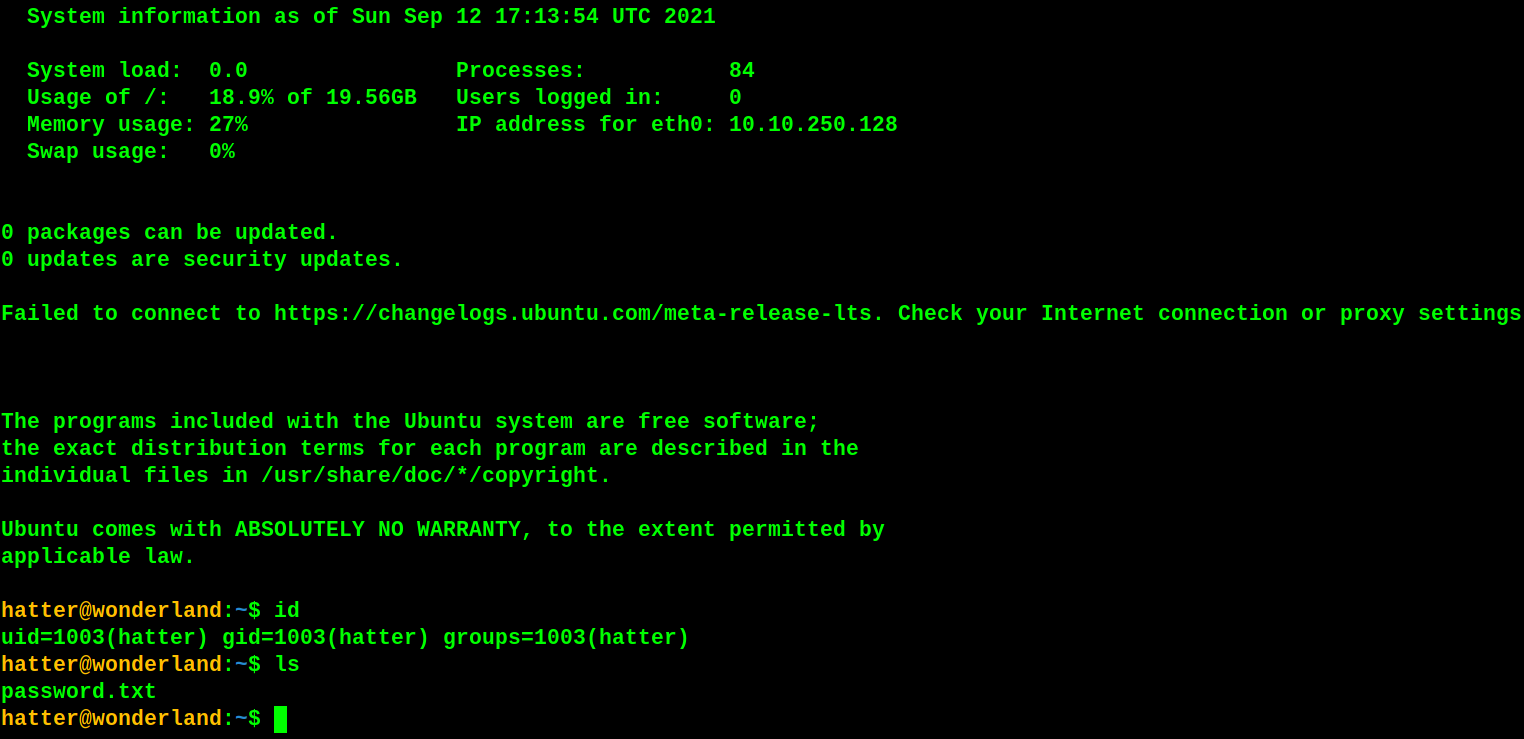 System information as of Sun Sep 12 17:13:54 UTC 2021
System load:  0.0                Processes:           84
Usage of /:   18.9% of 19.56GB   Users logged in:     0
Memory usage: 27%                IP address for eth0: 10.10.250.128
Swap usage:   0%
0 packages can be updated.
0 updates are security updates.
Failed to connect to https://changelogs.ubuntu.com/meta-release-lts. Check your Internet connection or proxy settings
The programs included with the Ubuntu system are free software;
the exact distribution terms for each program are described in the
individual files in /usr/share/doc/*/copyright.
Ubuntu comes with ABSOLUTELY NO WARRANTY, to the extent permitted by
applicable law.
hatter@wonderland:~$ id
uid=1003(hatter) gid=1003(hatter) groups=1003(hatter)
hatter@wonderland:~$ ls
password.txt
hatter@wonderland:~$